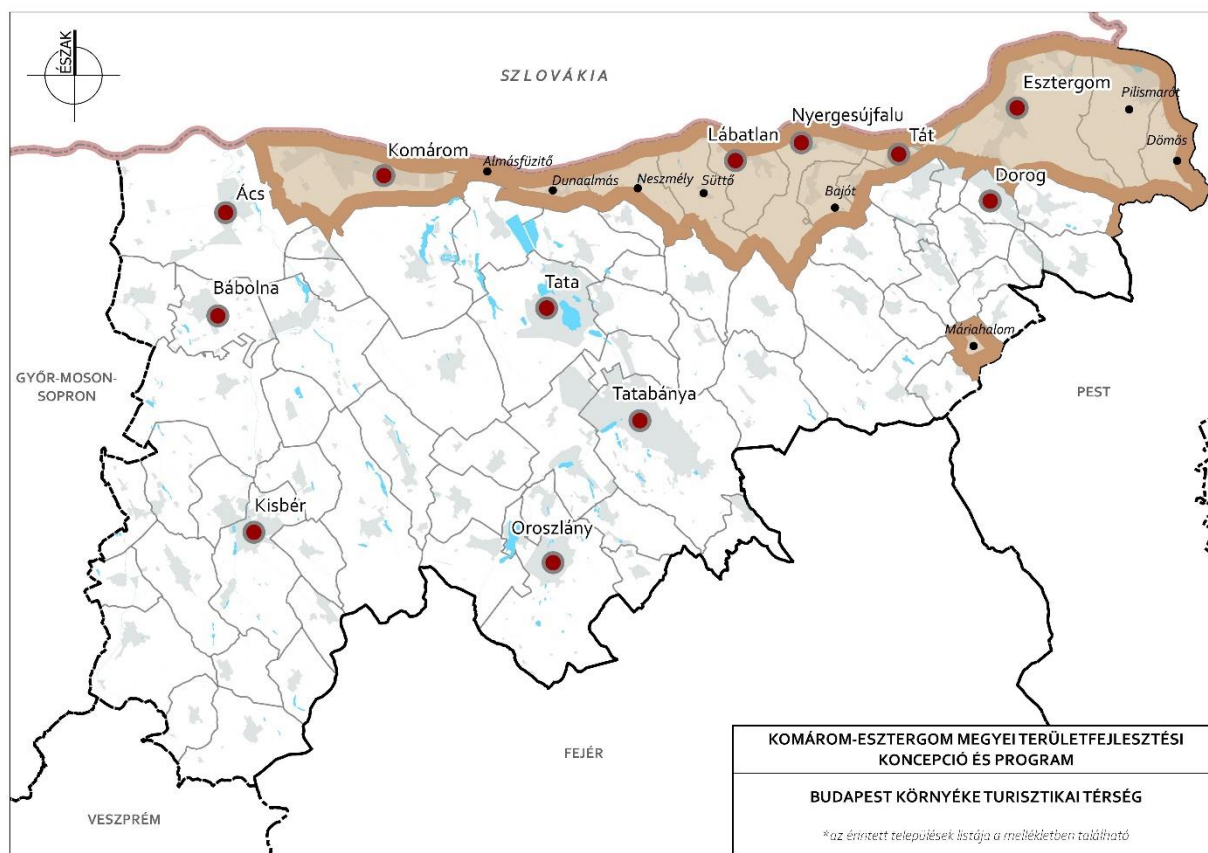 ÉSZAK
SZLOVÁKIA
Esztergom
Pilismarót
Nyergesújfalu
Lábatlan
Tát
Dömös
Komárom
Almásfüzitő
Dunaalmás
Neszmély
Süttő
Bajót
Dorog
Ács
Bábolna
Tata
Máriahalom
GYŐR-MOSON-
SOPRON
PEST
Tatabánya
Kisbér
Oroszlány
FEJÉR
VESZPRÉM
KOMÁROM-ESZTERGOM MEGYEI TERÜLETFEJLESZTÉSI
KONCEPCIÓ ÉS PROGRAM
BUDAPEST KÖRNYÉKE TURISZTIKAI TÉRSÉG
*az érintett települések listája a mellékletben található